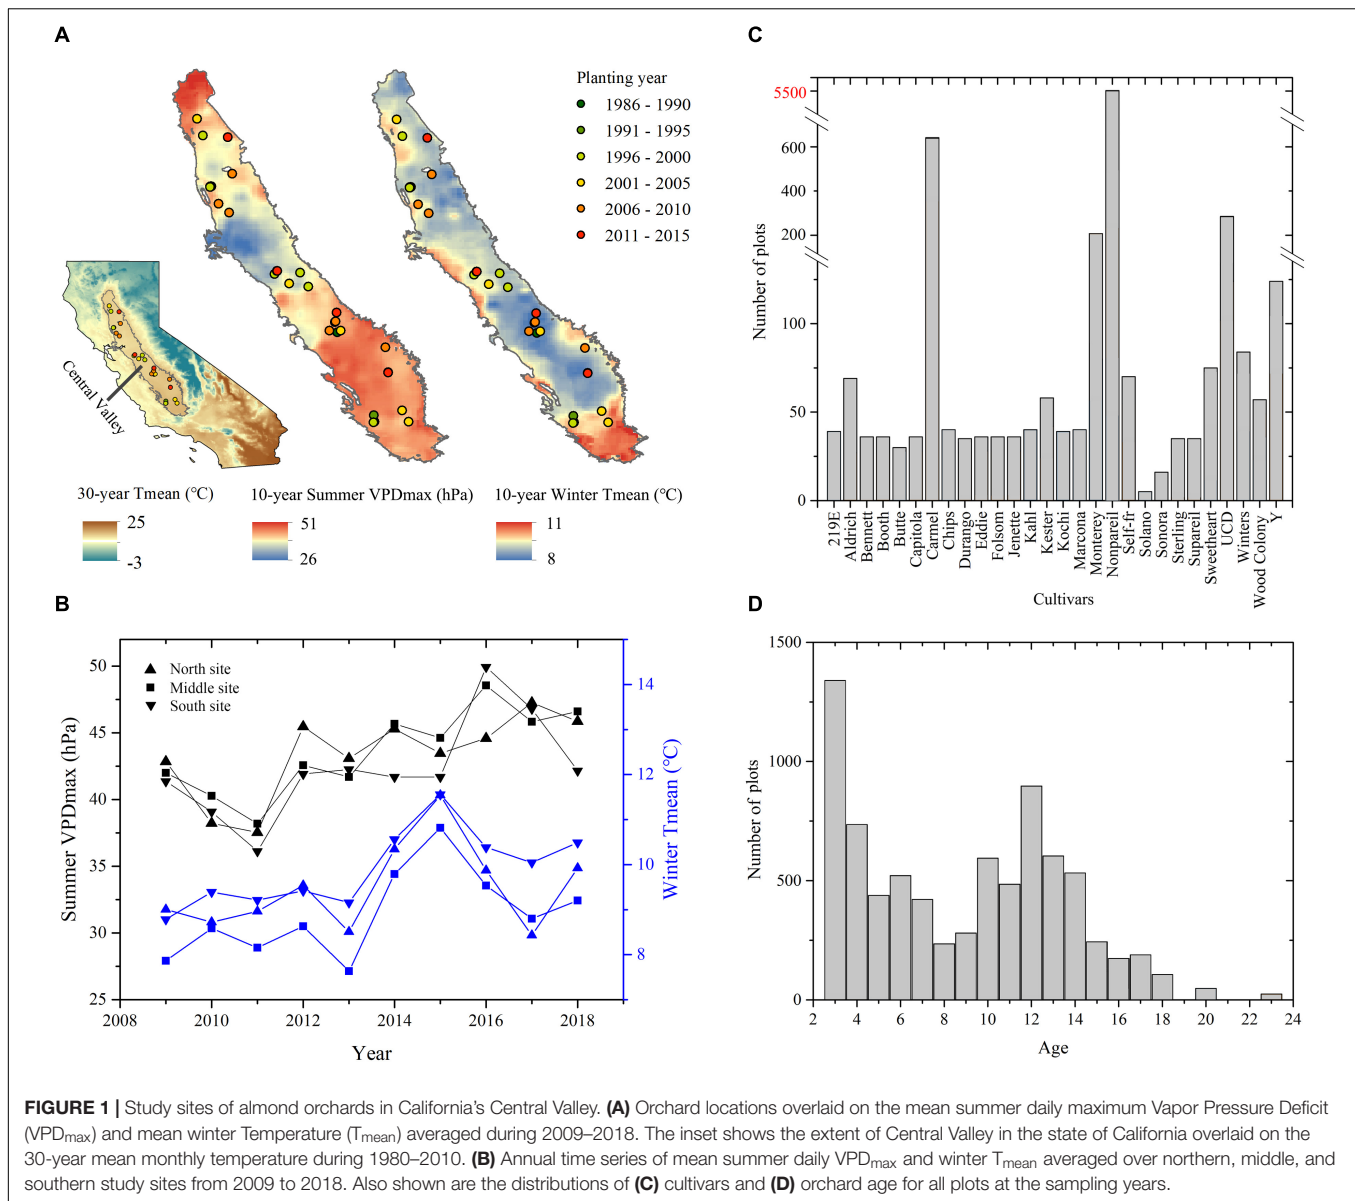 A
Planting year
1986 - 1990
1991 - 1995
1996 - 2000
2001 - 2005
2006 - 2010
2011 - 2015
Central Valley
30-year Tmean (°C)
25
-3
10-year Summer VPDmax (hPa)
51
26
10-year Winter Tmean (°C)
11
8
B
North site
Middle site
South site
Summer VPDmax (hPa)
50
45
40
35
30
25
Winter Tmean (°C)
14
12
10
8
2008 2010 2012 2014 2016 2018
Year
C
Number of plots
5500
600
400
200
100
50
0
219E
Aldrich
Bennett
Booth
Butte
Capitola
Carmel
Chips
Durango
Eddie
Folsom
Jenette
Kahl
Kester
Kochi
Marcona
Monterey
Nonpareil
Self-fr
Solano
Sonora
Sterling
Supareil
Sweetheart
UCD
Winters
Wood Colony
Y
Cultivars
D
Number of plots
1500
1000
500
0
2 4 6 8 10 12 14 16 18 20 22 24
Age
FIGURE 1 | Study sites of almond orchards in California's Central Valley. (A) Orchard locations overlaid on the mean summer daily maximum Vapor Pressure Deficit
(VPDmax) and mean winter Temperature (Tmean) averaged during 2009–2018. The inset shows the extent of Central Valley in the state of California overlaid on the
30-year mean monthly temperature during 1980–2010. (B) Annual time series of mean summer daily VPDmax and winter Tmean averaged over northern, middle, and
southern study sites from 2009 to 2018. Also shown are the distributions of (C) cultivars and (D) orchard age for all plots at the sampling years.